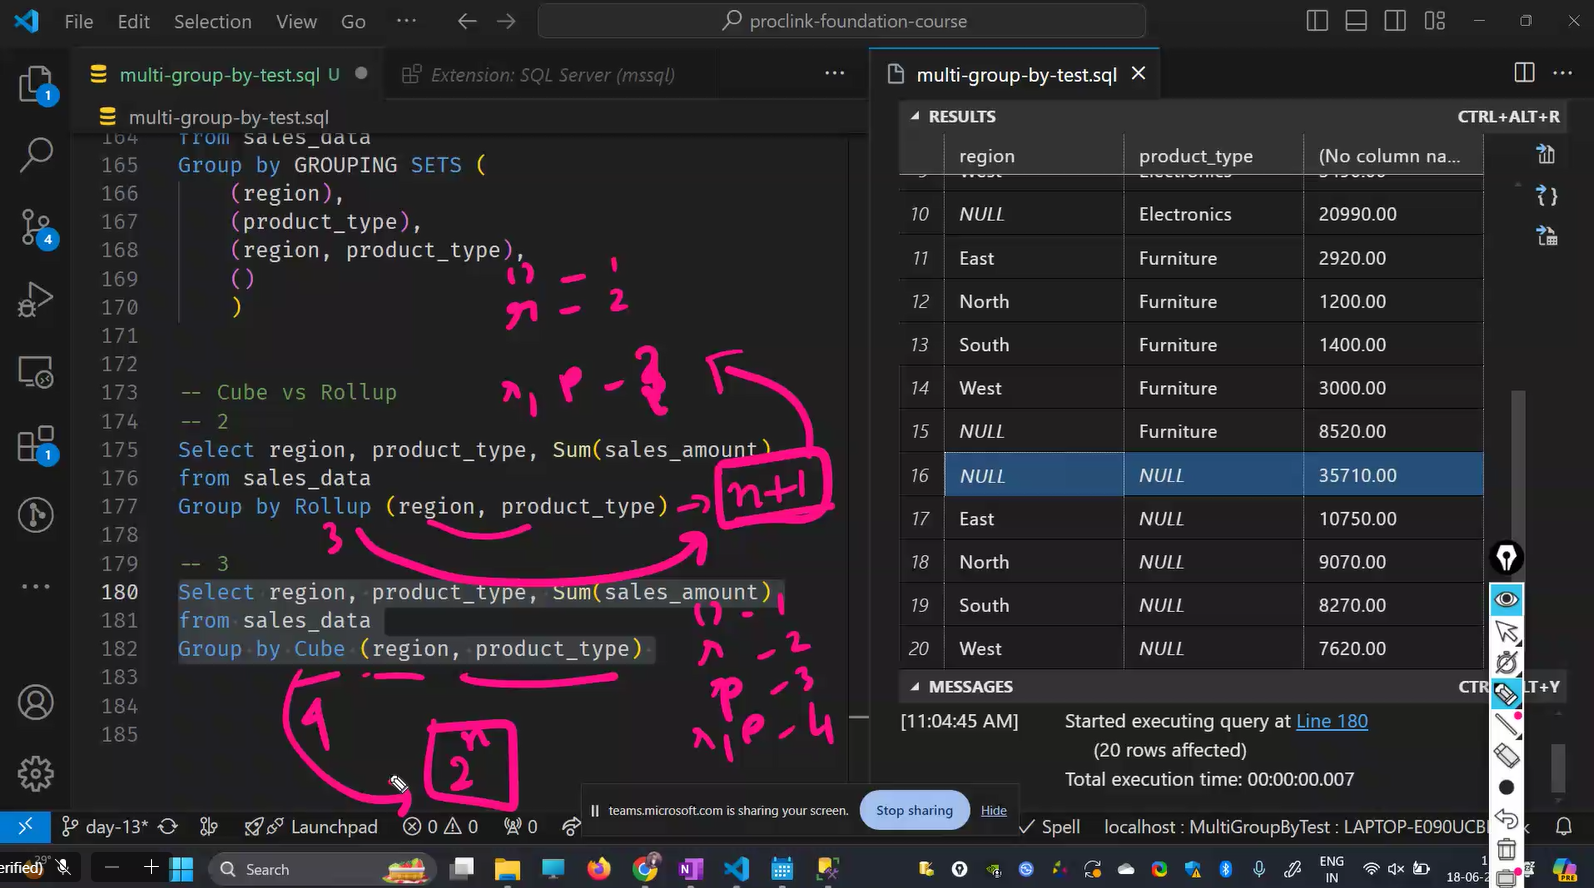 File Edit Selection View Go ··· proclink-foundation-course
multi-group-by-test.sql U Extension: SQL Server (mssql) ···
multi-group-by-test.sql
multi-group-by-test.sql
164 from sales_data
165 Group by GROUPING SETS (
166 (region),
167 (product_type),
168 (region, product_type),
169 ()
170 )
171
172
173 -- Cube vs Rollup
174 -- 2
175 Select region, product_type, Sum(sales_amount)
176 from sales_data
177 Group by Rollup (region, product_type)
178
179 -- 3
180 Select region, product_type, Sum(sales_amount)
181 from sales_data
182 Group by Cube (region, product_type)
183
184
185
() - 1
r - 2
r, p - 3
n+1
3
() - 1
r - 2
p - 3
r, p - 4
4
2ⁿ
1
4
1
RESULTS CTRL+ALT+R
region product_type (No column na...
West Electronics
10 NULL Electronics 20990.00
11 East Furniture 2920.00
12 North Furniture 1200.00
13 South Furniture 1400.00
14 West Furniture 3000.00
15 NULL Furniture 8520.00
16 NULL NULL 35710.00
17 East NULL 10750.00
18 North NULL 9070.00
19 South NULL 8270.00
20 West NULL 7620.00
MESSAGES
[11:04:45 AM] Started executing query at Line 180
(20 rows affected)
Total execution time: 00:00:00.007
teams.microsoft.com is sharing your screen. Stop sharing Hide
day-13* Launchpad 0 0 0 Spell localhost : MultiGroupByTest :
29°
Search
ENG
IN
18-06-2